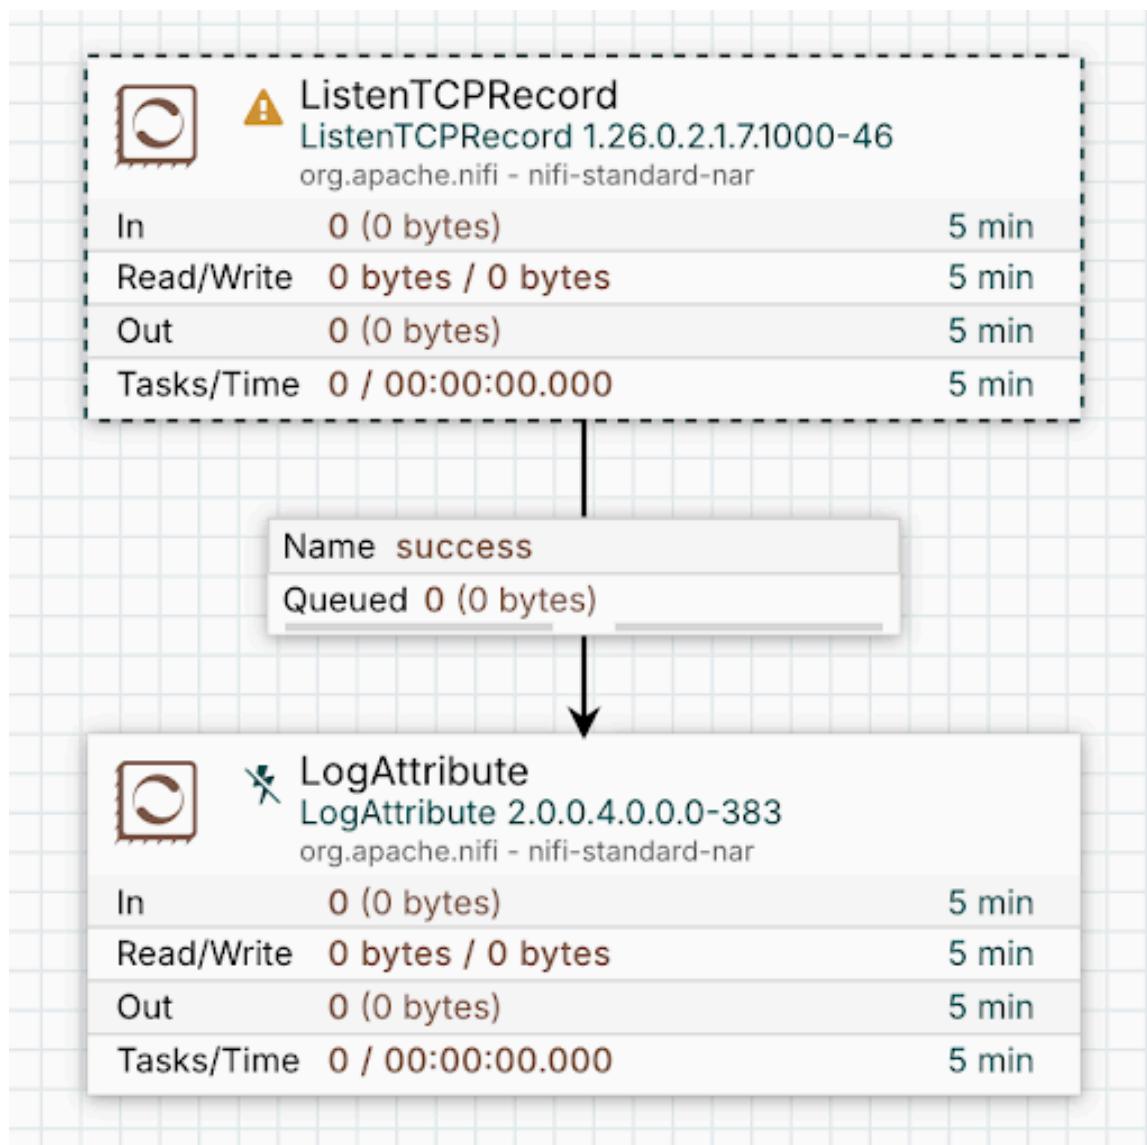 ListenTCPRecord
ListenTCPRecord 1.26.0.2.1.7.1000-46
org.apache.nifi - nifi-standard-nar
In 0 (0 bytes) 5 min
Read/Write 0 bytes / 0 bytes 5 min
Out 0 (0 bytes) 5 min
Tasks/Time 0 / 00:00:00.000 5 min
Name success
Queued 0 (0 bytes)
LogAttribute
LogAttribute 2.0.0.4.0.0.0-383
org.apache.nifi - nifi-standard-nar
In 0 (0 bytes) 5 min
Read/Write 0 bytes / 0 bytes 5 min
Out 0 (0 bytes) 5 min
Tasks/Time 0 / 00:00:00.000 5 min